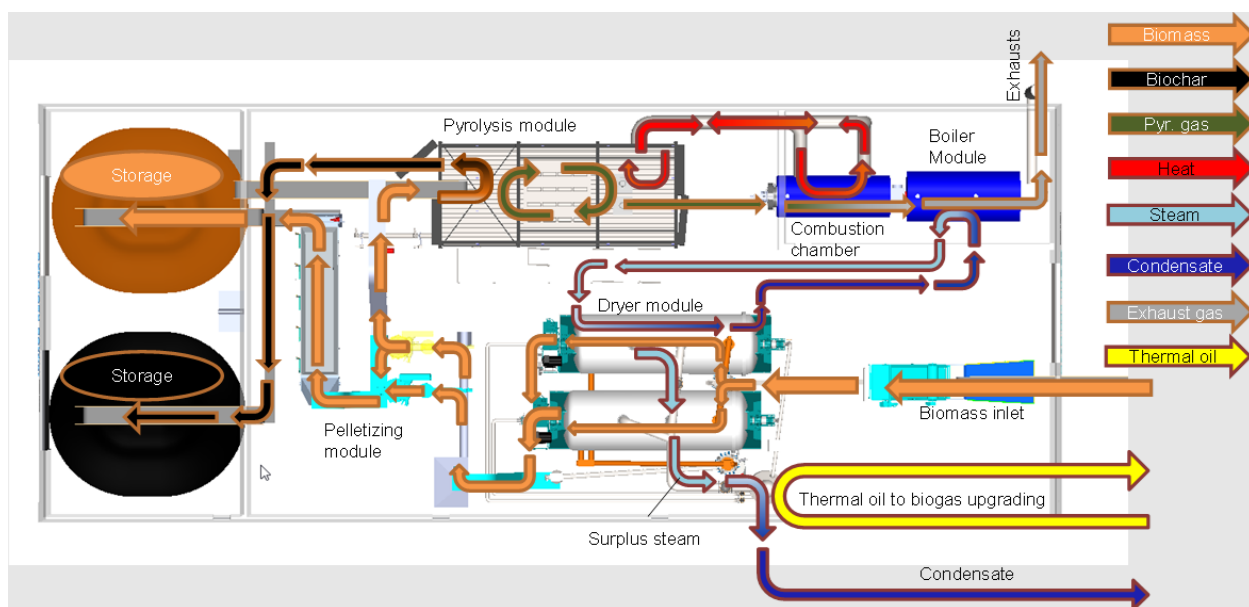 Exhausts
Biomass
Biochar
Pyr. gas
Heat
Steam
Condensate
Exhaust gas
Thermal oil
Pyrolysis module
Boiler
Module
Storage
Combustion
chamber
Dryer module
Storage
Biomass inlet
Pelletizing
module
Thermal oil to biogas upgrading
Surplus steam
Condensate